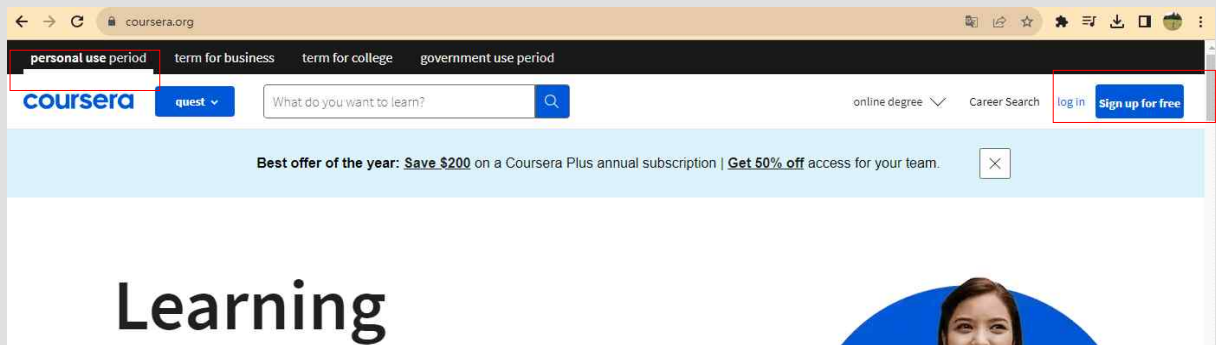 coursera.org
personal use period term for business term for college government use period
coursera quest What do you want to learn? online degree Career Search log in Sign up for free
Best offer of the year: Save $200 on a Coursera Plus annual subscription | Get 50% off access for your team.
Learning